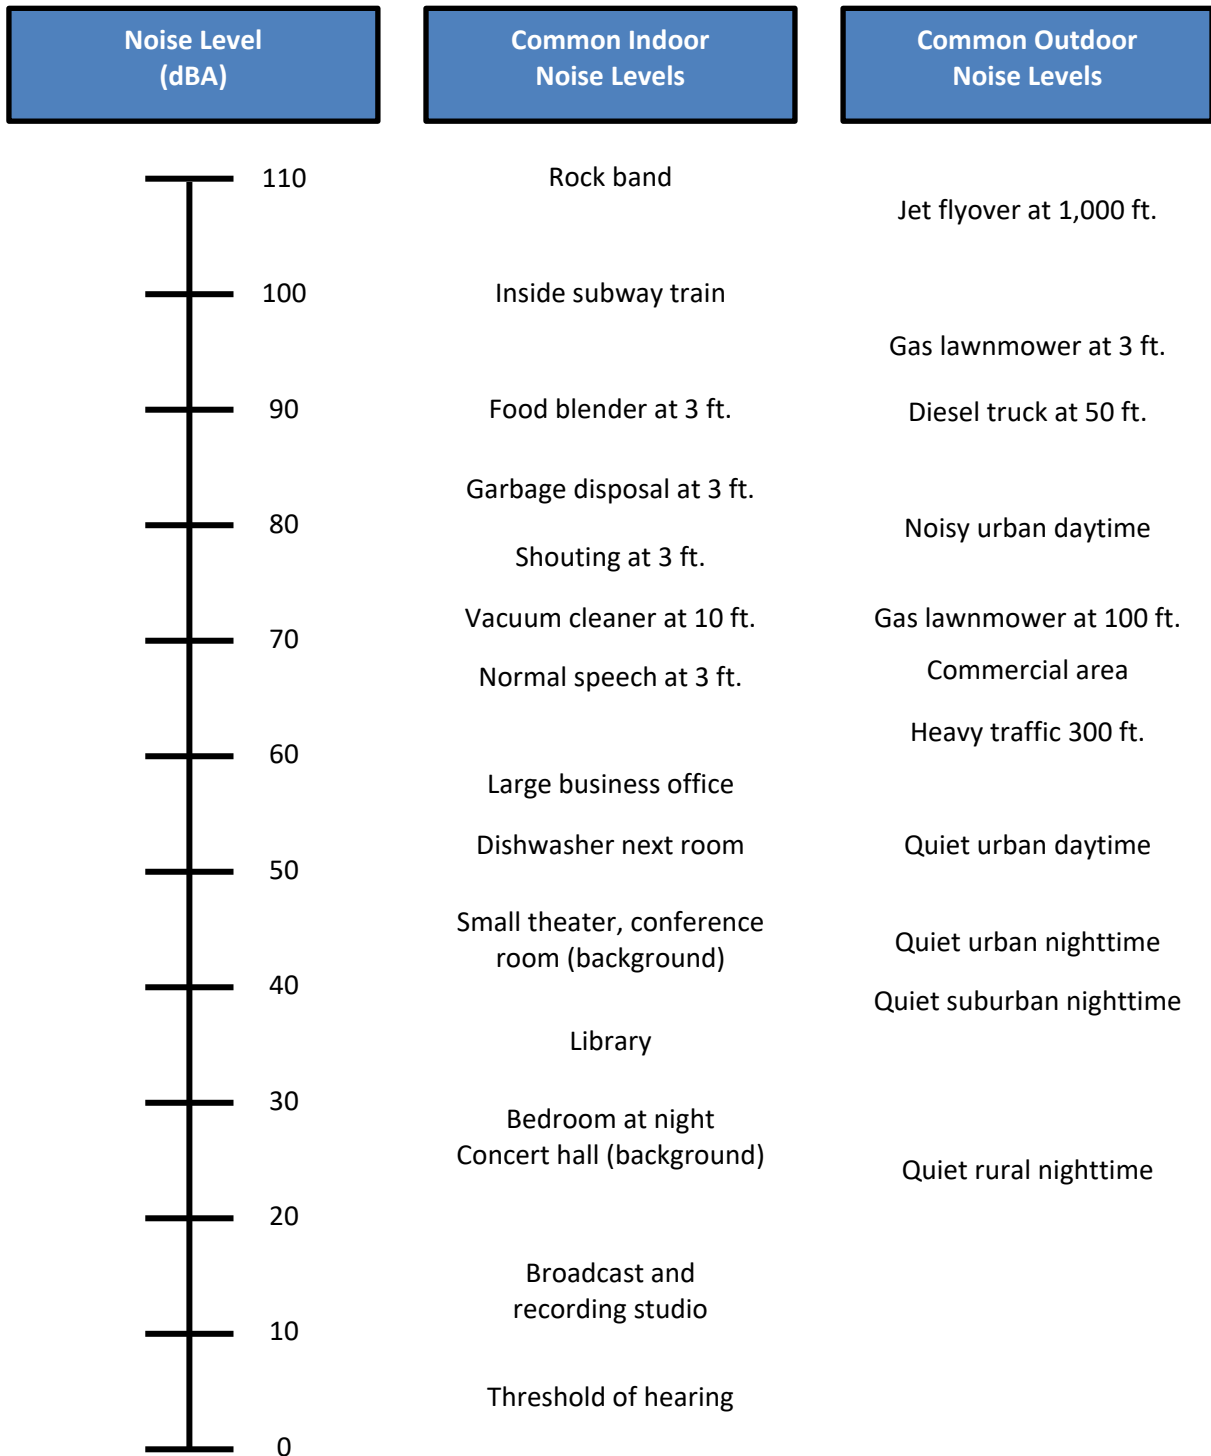 Noise Level
(dBA)
Common Indoor
Noise Levels
Common Outdoor
Noise Levels
110
Rock band
Jet flyover at 1,000 ft.
100
Inside subway train
Gas lawnmower at 3 ft.
90
Food blender at 3 ft.
Diesel truck at 50 ft.
Garbage disposal at 3 ft.
80
Noisy urban daytime
Shouting at 3 ft.
Vacuum cleaner at 10 ft.
Gas lawnmower at 100 ft.
70
Commercial area
Normal speech at 3 ft.
Heavy traffic 300 ft.
60
Large business office
Dishwasher next room
Quiet urban daytime
50
Small theater, conference
room (background)
Quiet urban nighttime
40
Quiet suburban nighttime
Library
30
Bedroom at night
Concert hall (background)
Quiet rural nighttime
20
Broadcast and
recording studio
10
Threshold of hearing
0